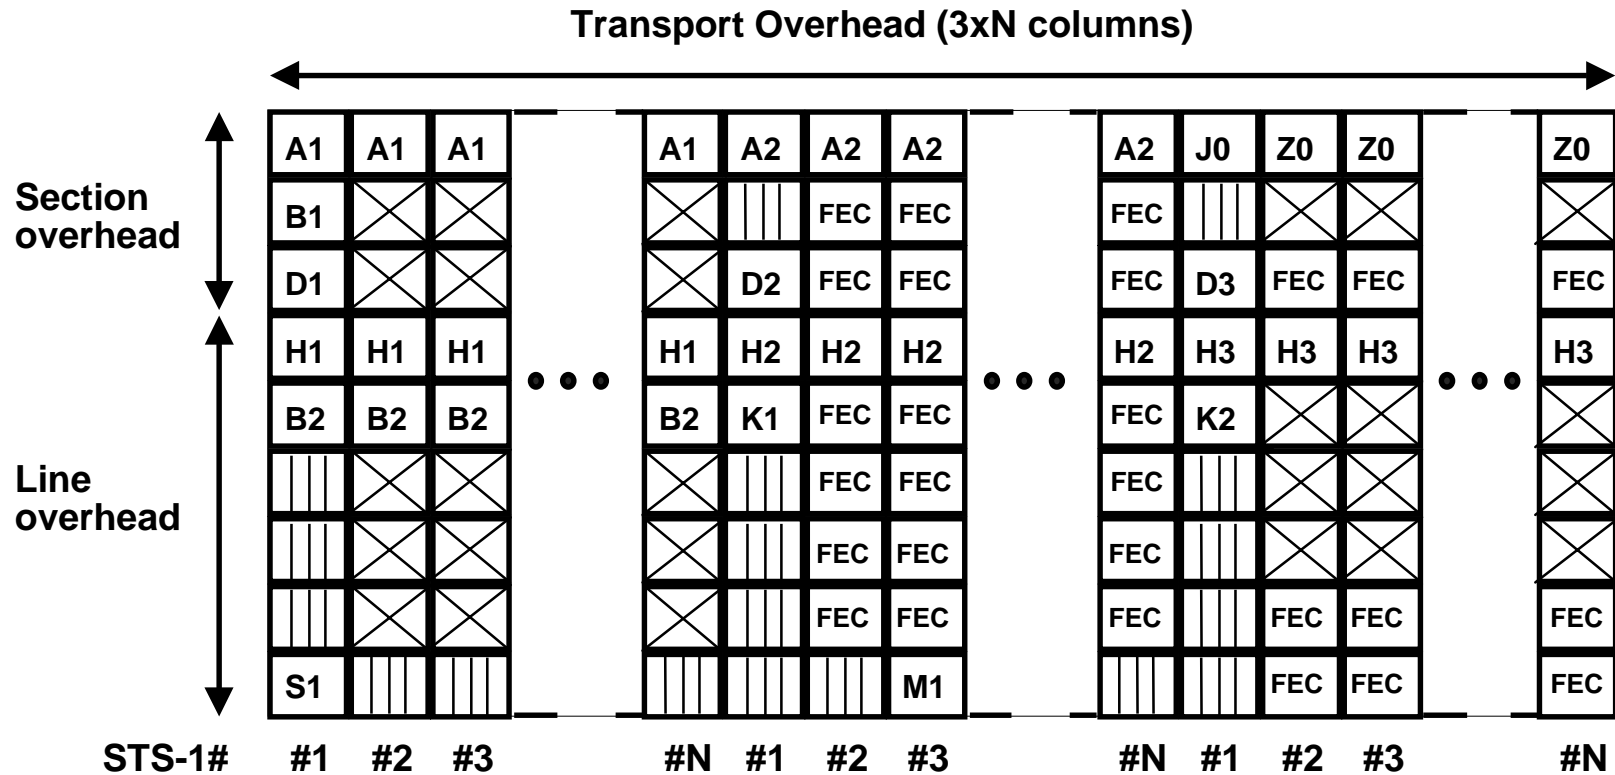 Transport Overhead (3xN columns)
A1 A1 A1 A1 A2 A2 A2 A2 J0 Z0 Z0 Z0
Section
overhead
B1 FEC FEC FEC
D1 D2 FEC FEC FEC D3 FEC FEC FEC
H1 H1 H1 H1 H2 H2 H2 H2 H3 H3 H3 H3
B2 B2 B2 B2 K1 FEC FEC FEC K2
Line
overhead
FEC FEC FEC
FEC FEC FEC
FEC FEC FEC FEC FEC FEC
S1 M1 FEC FEC FEC
STS-1# #1 #2 #3 #N #1 #2 #3 #N #1 #2 #3 #N